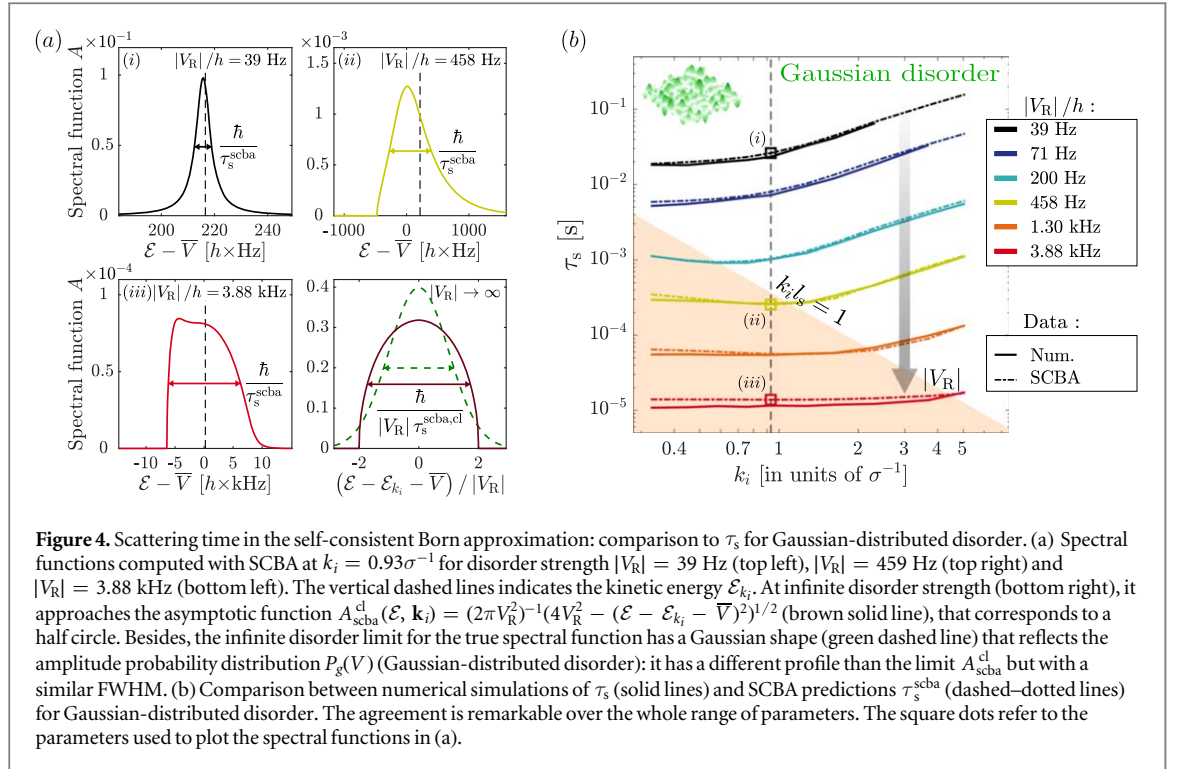 (a)
×10⁻¹
(i) |V_R|/h = 39 Hz
1
0.5
0
Spectral function A
ħ
τ_s^scba
200 220 240
ℰ − V̅ [h×Hz]
×10⁻³
(ii) |V_R|/h = 458 Hz
1.5
1
0.5
0
ħ
τ_s^scba
-1000 0 1000
ℰ − V̅ [h×Hz]
×10⁻⁴
(iii) |V_R|/h = 3.88 kHz
1
0.5
0
Spectral function A
ħ
τ_s^scba
-10 -5 0 5 10
ℰ − V̅ [h×kHz]
|V_R| → ∞
0.4
0.3
0.2
0.1
0
ħ
|V_R| τ_s^scba,cl
-2 0 2
(ℰ − ℰ_{k_i} − V̅) / |V_R|
(b)
Gaussian disorder
10⁻¹
10⁻²
10⁻³
10⁻⁴
10⁻⁵
τ_s [s]
(i)
(ii)
(iii)
k_i l_s = 1
|V_R|
0.4 0.7 1 2 3 4 5
k_i [in units of σ⁻¹]
|V_R|/h :
39 Hz
71 Hz
200 Hz
458 Hz
1.30 kHz
3.88 kHz
Data :
Num.
SCBA
Figure 4. Scattering time in the self-consistent Born approximation: comparison to τ_s for Gaussian-distributed disorder. (a) Spectral
functions computed with SCBA at k_i = 0.93σ⁻¹ for disorder strength |V_R| = 39 Hz (top left), |V_R| = 459 Hz (top right) and
|V_R| = 3.88 kHz (bottom left). The vertical dashed lines indicates the kinetic energy ℰ_{k_i}. At infinite disorder strength (bottom right), it
approaches the asymptotic function A_scba^cl(ℰ, k_i) = (2πV_R²)⁻¹(4V_R² − (ℰ − ℰ_{k_i} − V̅)²)^{1/2} (brown solid line), that corresponds to a
half circle. Besides, the infinite disorder limit for the true spectral function has a Gaussian shape (green dashed line) that reflects the
amplitude probability distribution P_g(V) (Gaussian-distributed disorder): it has a different profile than the limit A_scba^cl but with a
similar FWHM. (b) Comparison between numerical simulations of τ_s (solid lines) and SCBA predictions τ_s^scba (dashed–dotted lines)
for Gaussian-distributed disorder. The agreement is remarkable over the whole range of parameters. The square dots refer to the
parameters used to plot the spectral functions in (a).